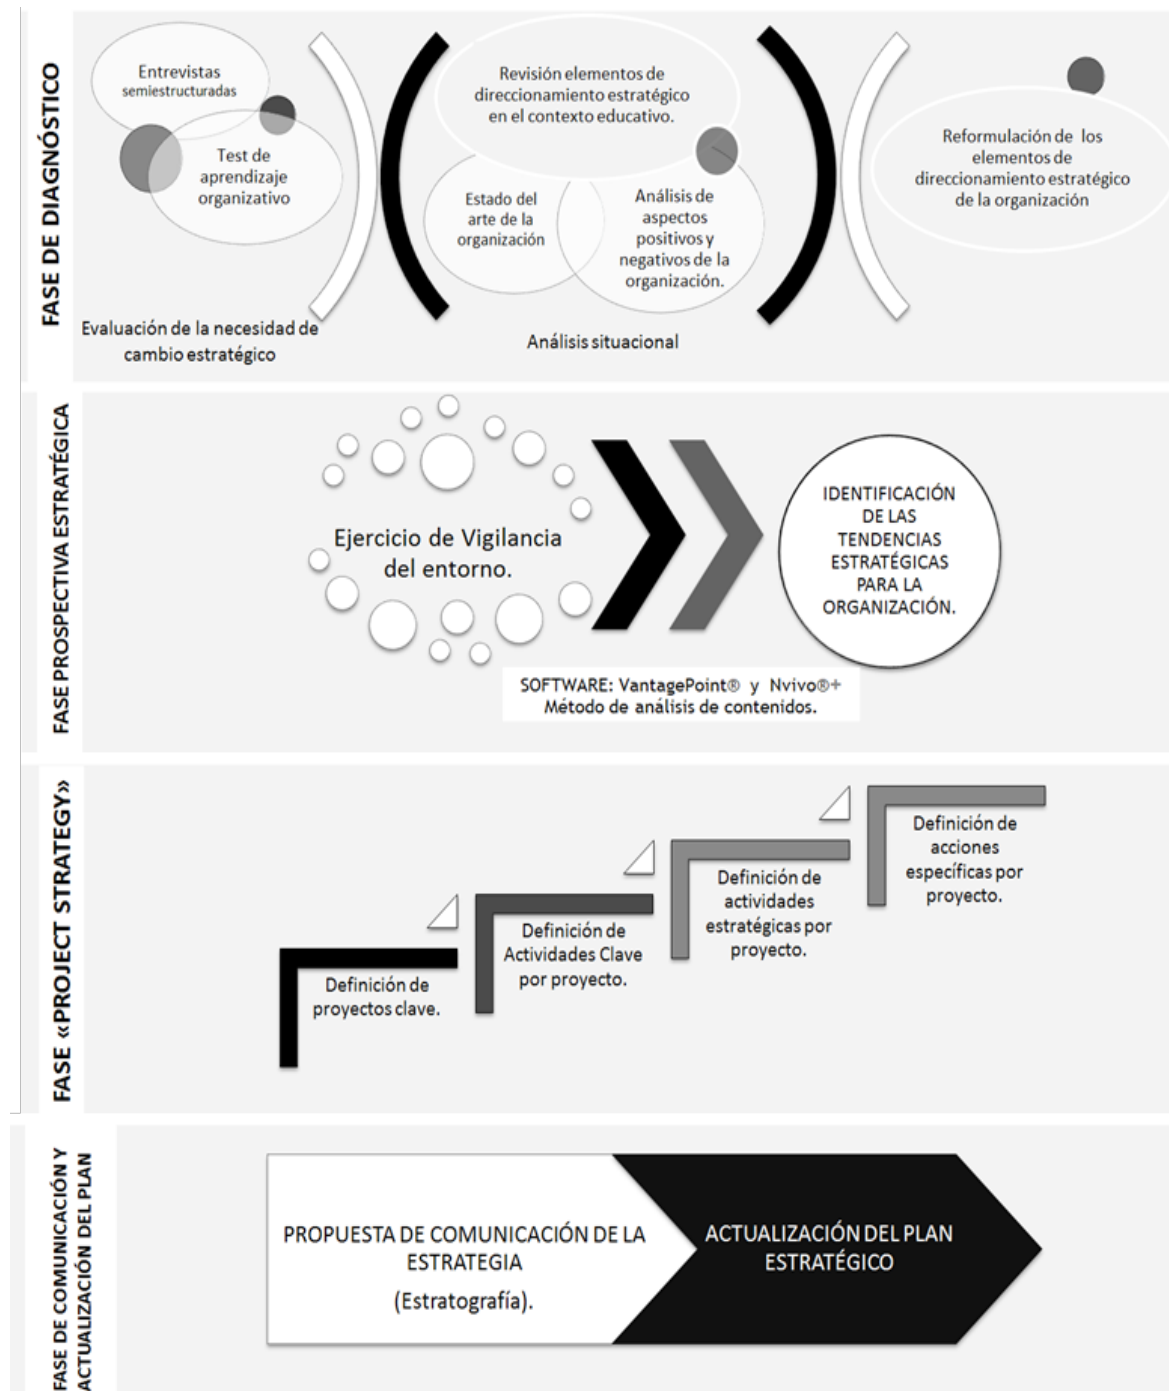 FASE DE DIAGNÓSTICO
Entrevistas
semiestructuradas
Test de
aprendizaje
organizativo
Evaluación de la necesidad de
cambio estratégico
Revisión elementos de
direccionamiento estratégico
en el contexto educativo.
Estado del
arte de la
organización
Análisis de
aspectos
positivos y
negativos de la
organización.
Análisis situacional
Reformulación de los
elementos de
direccionamiento estratégico
de la organización
FASE PROSPECTIVA ESTRATÉGICA
Ejercicio de Vigilancia
del entorno.
IDENTIFICACIÓN
DE LAS
TENDENCIAS
ESTRATÉGICAS
PARA LA
ORGANIZACIÓN.
SOFTWARE: VantagePoint® y Nvivo®+
Método de análisis de contenidos.
FASE «PROJECT STRATEGY»
Definición de
proyectos clave.
Definición de
Actividades Clave
por proyecto.
Definición de
actividades
estratégicas por
proyecto.
Definición de
acciones
específicas por
proyecto.
FASE DE COMUNICACIÓN Y
ACTUALIZACIÓN DEL PLAN
PROPUESTA DE COMUNICACIÓN DE LA
ESTRATEGIA
(Estratografía).
ACTUALIZACIÓN DEL PLAN
ESTRATÉGICO